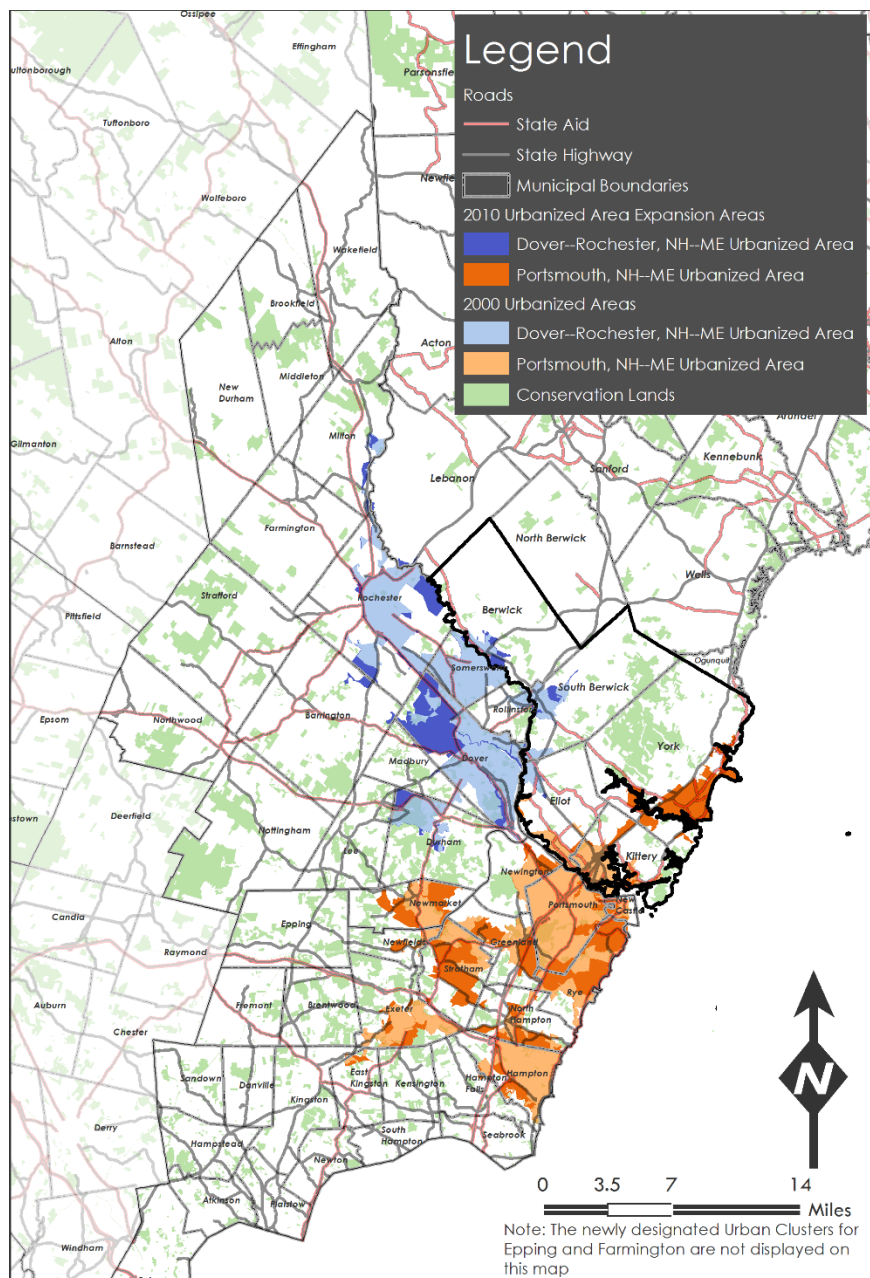 Ossipee
Effingham
Legend
Parsonsfi
Roads
State Aid
State Highway
Municipal Boundaries
2010 Urbanized Area Expansion Areas
Dover--Rochester, NH--ME Urbanized Area
Portsmouth, NH--ME Urbanized Area
2000 Urbanized Areas
Dover--Rochester, NH--ME Urbanized Area
Portsmouth, NH--ME Urbanized Area
Conservation Lands
ultonborough
Tuftonboro
Newfie
Wolfeboro
Wakefield
Brookfield
Alton
Acton
Middleton
New
Durham
Arundel
Milton
Gilmanton
Kennebunk
Sanford
Lebanon
Farmington
North Berwick
Barnstead
Wells
Rochester
Strafford
Berwick
Pittsfield
Ogunquit
Somersworth
South Berwick
Rollinsford
Epsom
Northwood
Barrington
York
Dover
Madbury
Eliot
Deerfield
nstown
Nottingham
Durham
Lee
Kittery
Newington
Newmarket
Portsmouth
New
Castle
Candia
Epping
Newfields
Greenland
Raymond
Stratham
Rye
Auburn
Fremont
Brentwood
Exeter
North
Hampton
Chester
Sandown
Danville
East
Kingston
Kensington
Hampton
Falls
Hampton
Kingston
Derry
Hampstead
South
Hampton
Seabrook
Newton
Atkinson
Plaistow
Windham
N
0 3.5 7 14
Miles
Note: The newly designated Urban Clusters for
Epping and Farmington are not displayed on
this map